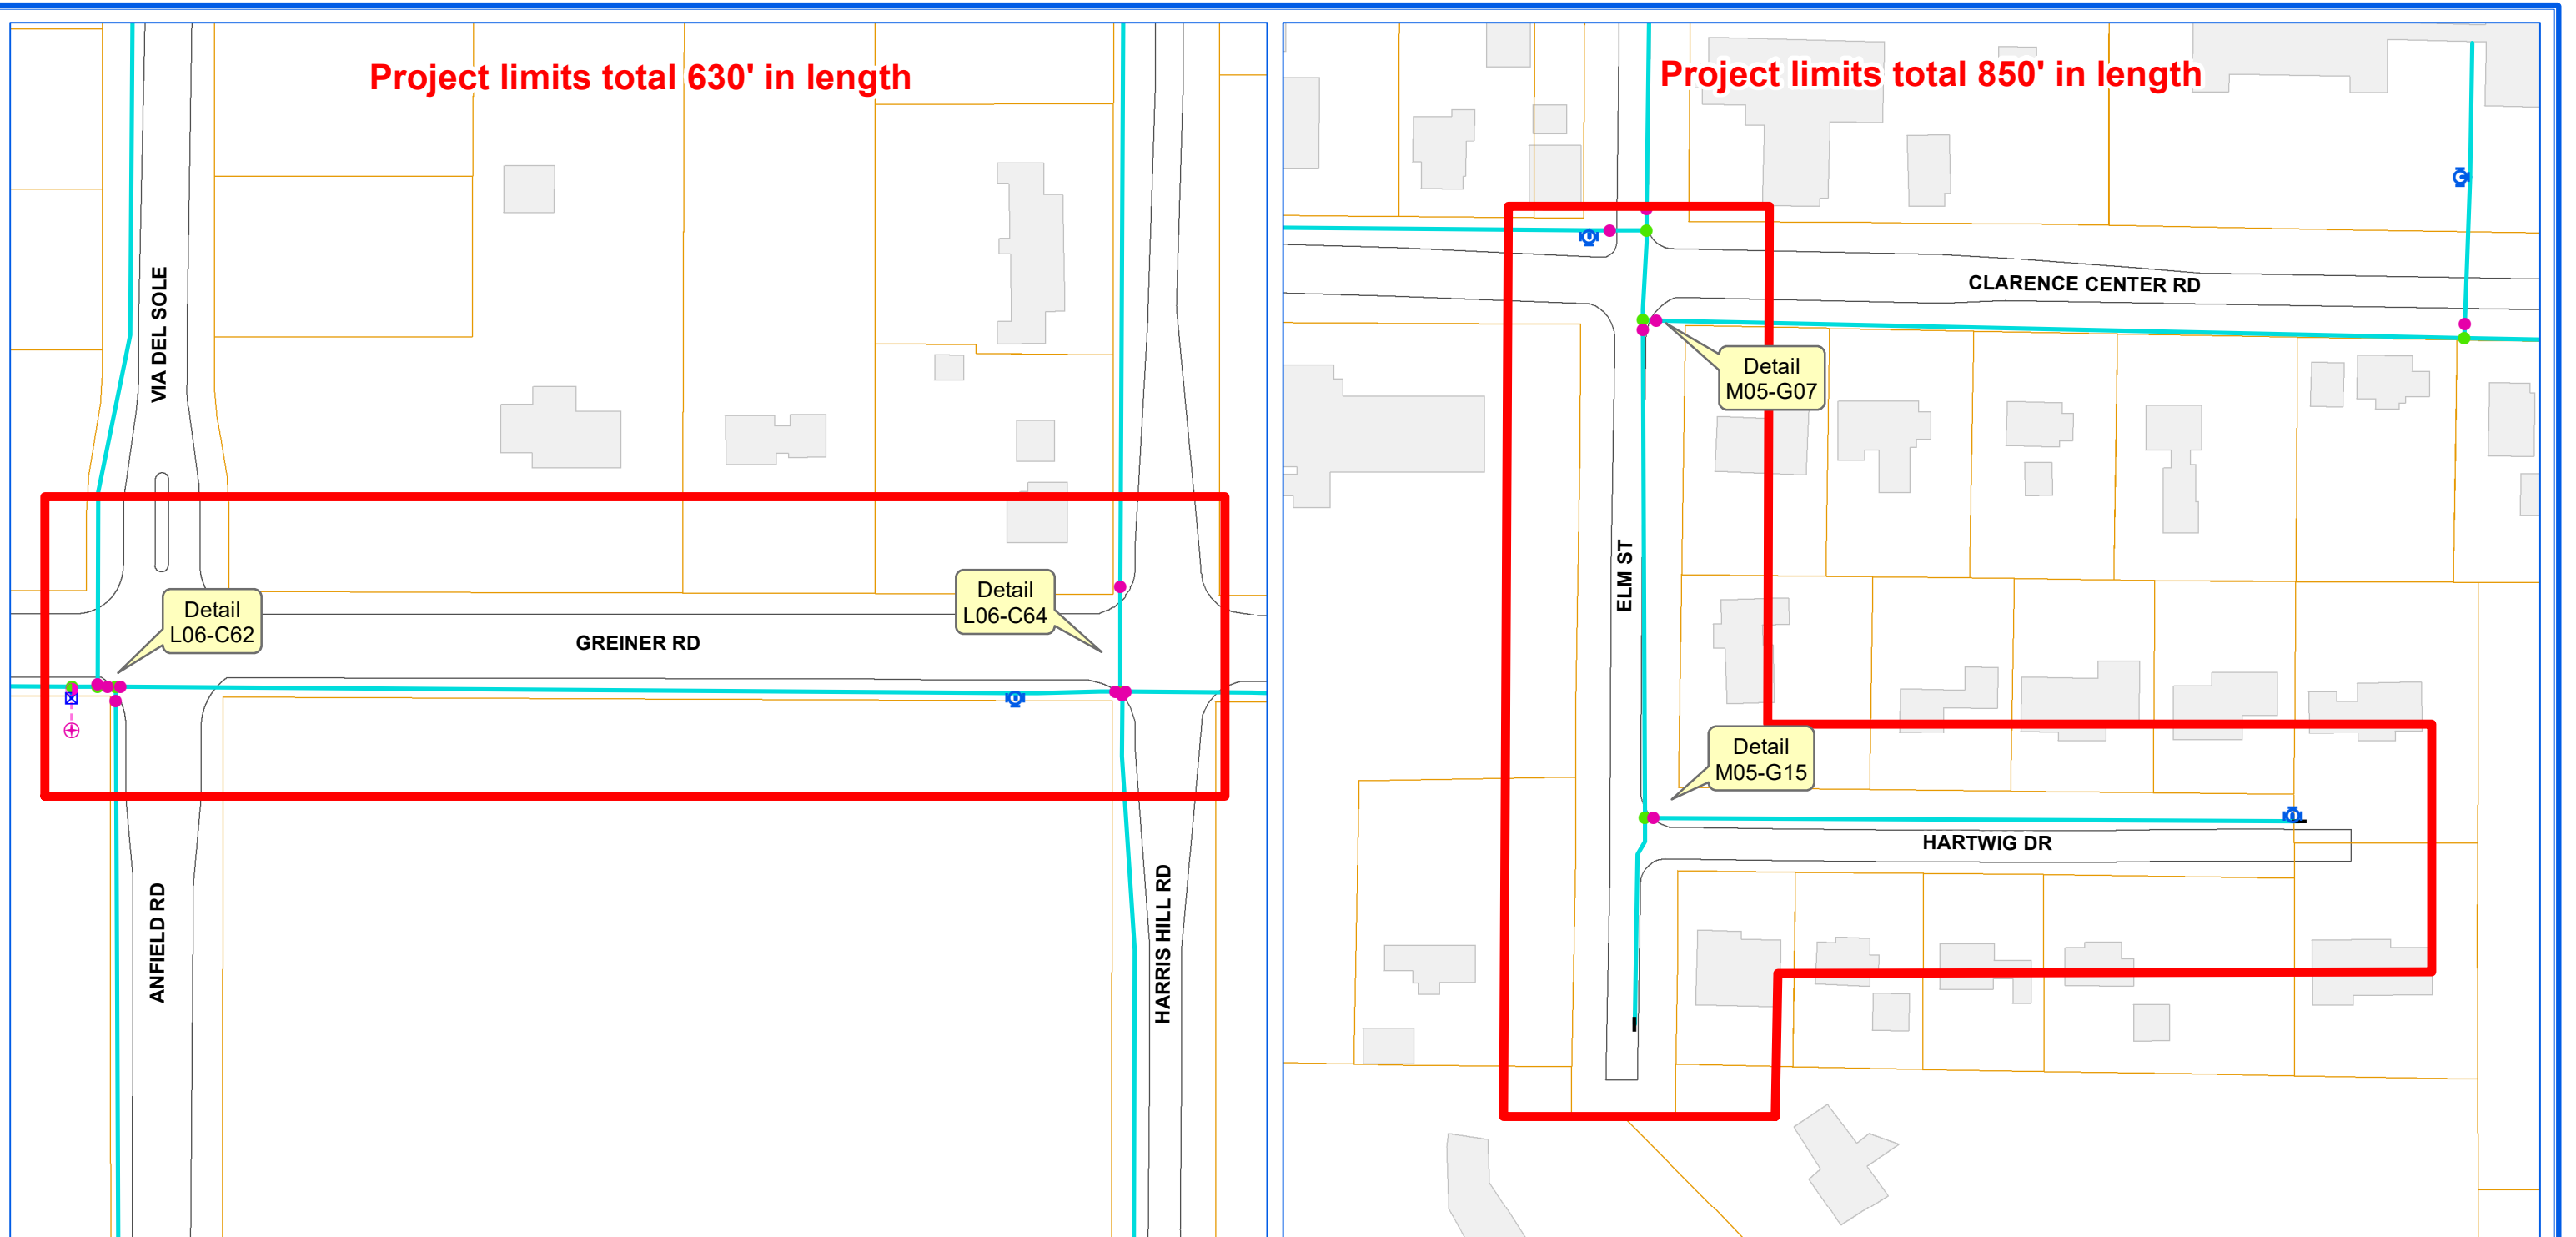 Project limits total 630' in length
VIA DEL SOLE
Detail
L06-C62
Detail
L06-C64
GREINER RD
ANFIELD RD
HARRIS HILL RD
Project limits total 850' in length
CLARENCE CENTER RD
Detail
M05-G07
ELM ST
Detail
M05-G15
HARTWIG DR